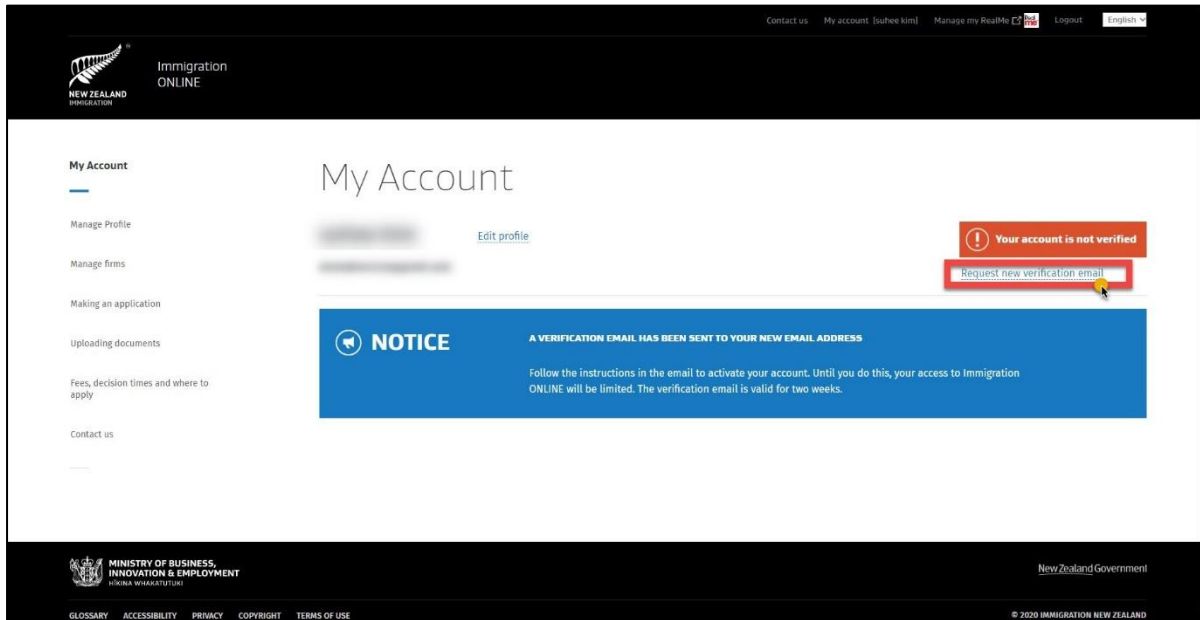 Contact us My account [suhee kim] Manage my RealMe Real me Logout English
®
Immigration
ONLINE
NEW ZEALAND
IMMIGRATION
My Account
My Account
Manage Profile
Edit profile
Your account is not verified
Manage firms
Request new verification email
Making an application
Uploading documents
NOTICE
A VERIFICATION EMAIL HAS BEEN SENT TO YOUR NEW EMAIL ADDRESS
Follow the instructions in the email to activate your account. Until you do this, your access to Immigration
ONLINE will be limited. The verification email is valid for two weeks.
Fees, decision times and where to
apply
Contact us
MINISTRY OF BUSINESS,
INNOVATION & EMPLOYMENT
HĪKINA WHAKATUTUKI
New Zealand Government
GLOSSARY ACCESSIBILITY PRIVACY COPYRIGHT TERMS OF USE
© 2020 IMMIGRATION NEW ZEALAND